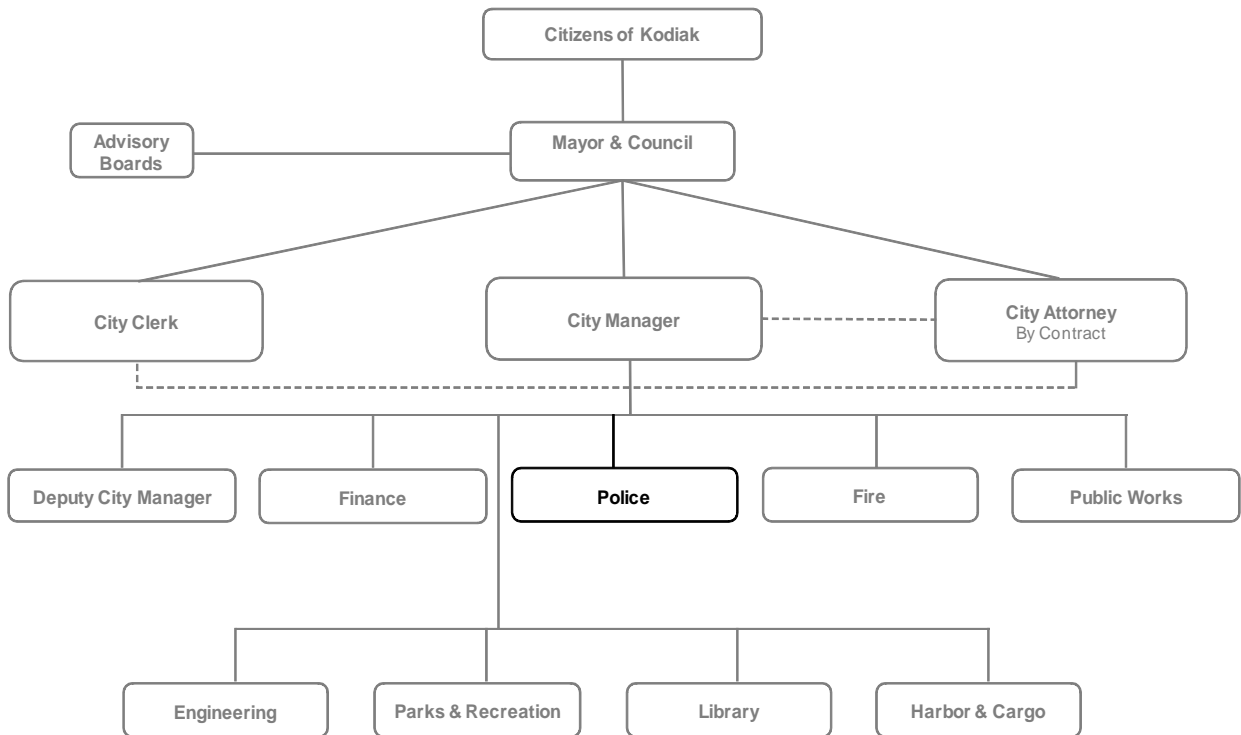 Citizens of Kodiak
Advisory
Boards
Mayor & Council
City Clerk
City Manager
City Attorney
By Contract
Deputy City Manager
Finance
Police
Fire
Public Works
Engineering
Parks & Recreation
Library
Harbor & Cargo